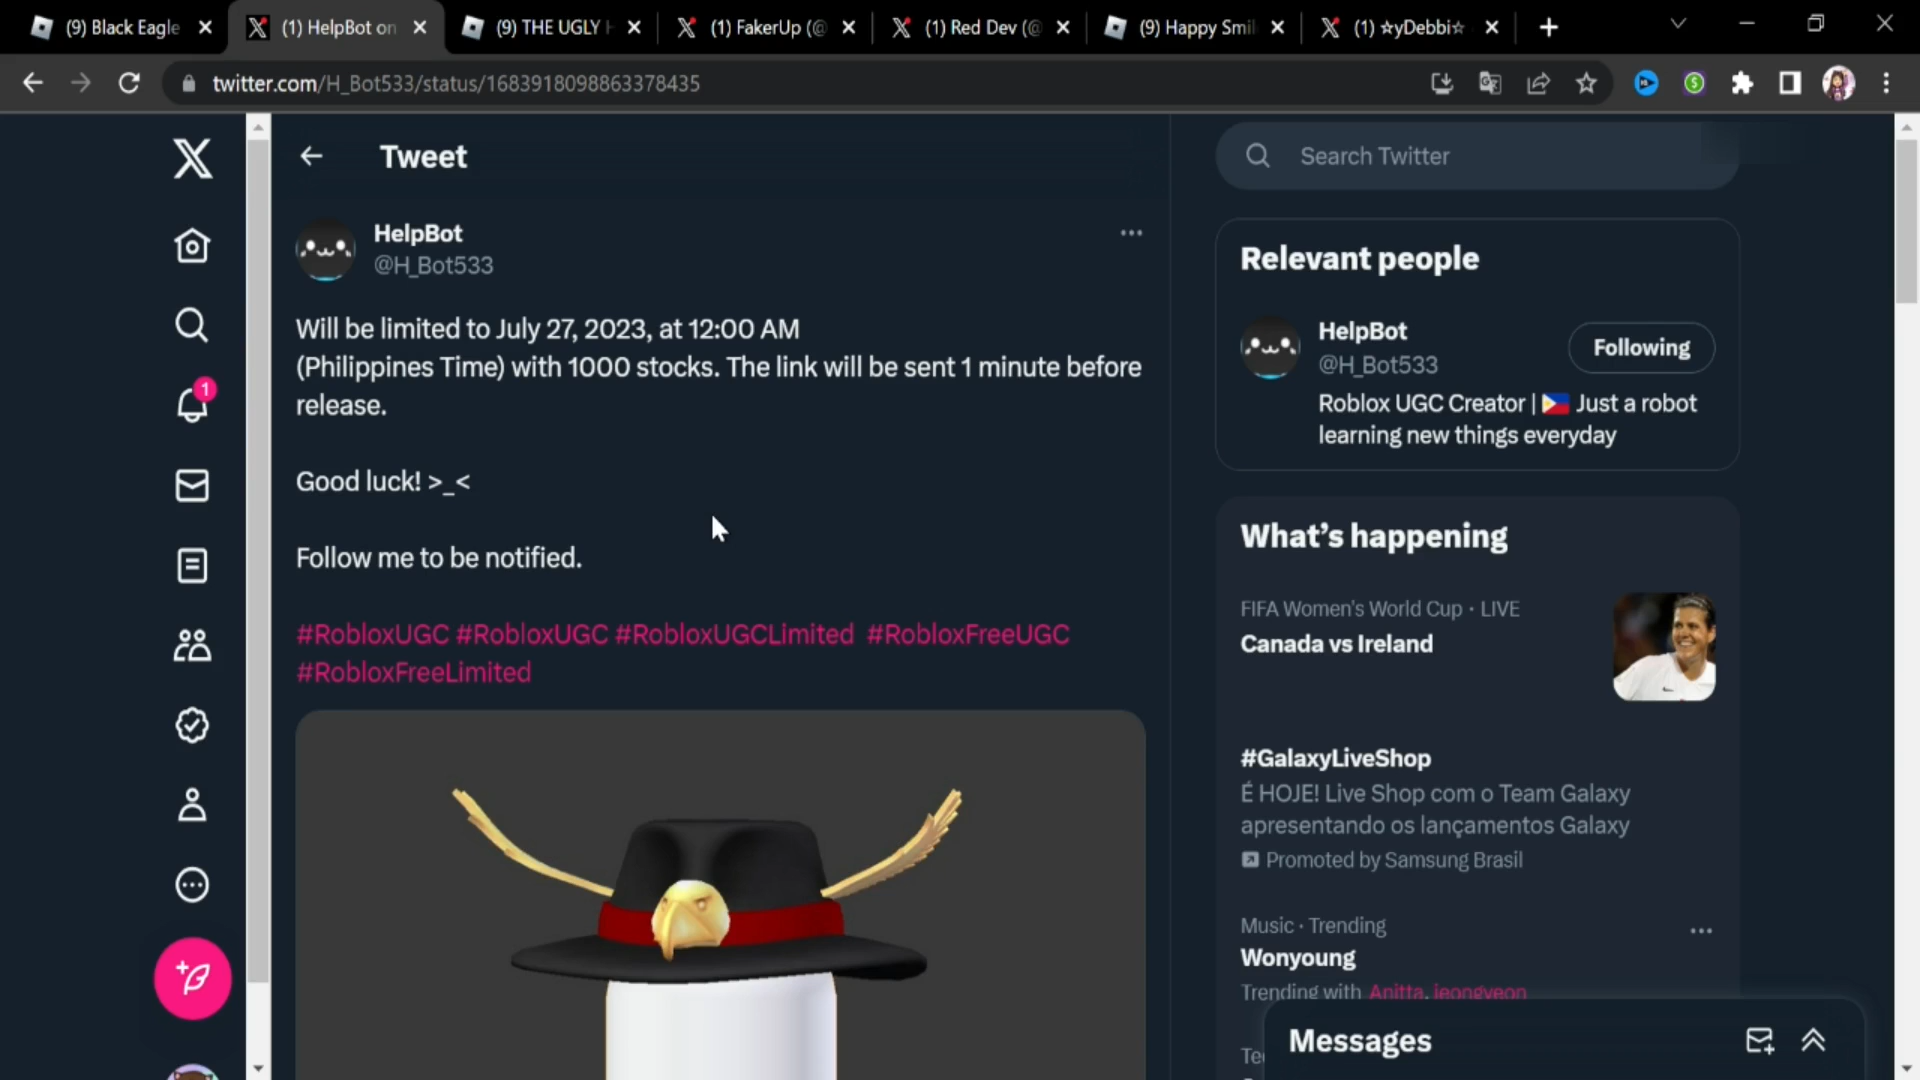 (9) Black Eagle
(1) HelpBot on
(9) THE UGLY
(1) FakerUp (@
(1) Red Dev (@
(9) Happy Smil
(1) ☆yDebbi☆
twitter.com/H_Bot533/status/1683918098863378435
Tweet
Search Twitter
HelpBot
@H_Bot533
Will be limited to July 27, 2023, at 12:00 AM
(Philippines Time) with 1000 stocks. The link will be sent 1 minute before
release.
Good luck! >_<
Follow me to be notified.
#RobloxUGC #RobloxUGC #RobloxUGCLimited #RobloxFreeUGC
#RobloxFreeLimited
1
Relevant people
HelpBot
@H_Bot533
Following
Roblox UGC Creator | 🇵🇭 Just a robot
learning new things everyday
What's happening
FIFA Women's World Cup · LIVE
Canada vs Ireland
#GalaxyLiveShop
É HOJE! Live Shop com o Team Galaxy
apresentando os lançamentos Galaxy
Promoted by Samsung Brasil
Music · Trending
Wonyoung
Trending with Anitta, jeongyeon
Messages